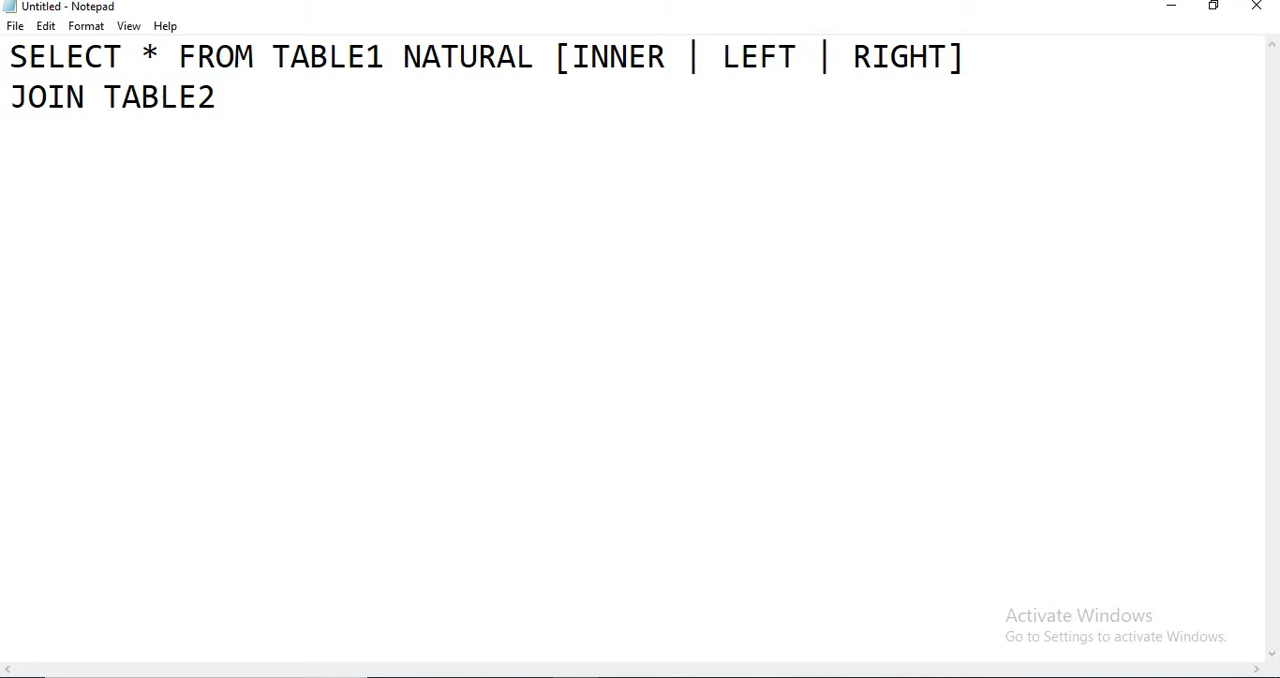 Untitled - Notepad
File Edit Format View Help
SELECT * FROM TABLE1 NATURAL [INNER | LEFT | RIGHT]
JOIN TABLE2
Activate Windows
Go to Settings to activate Windows.